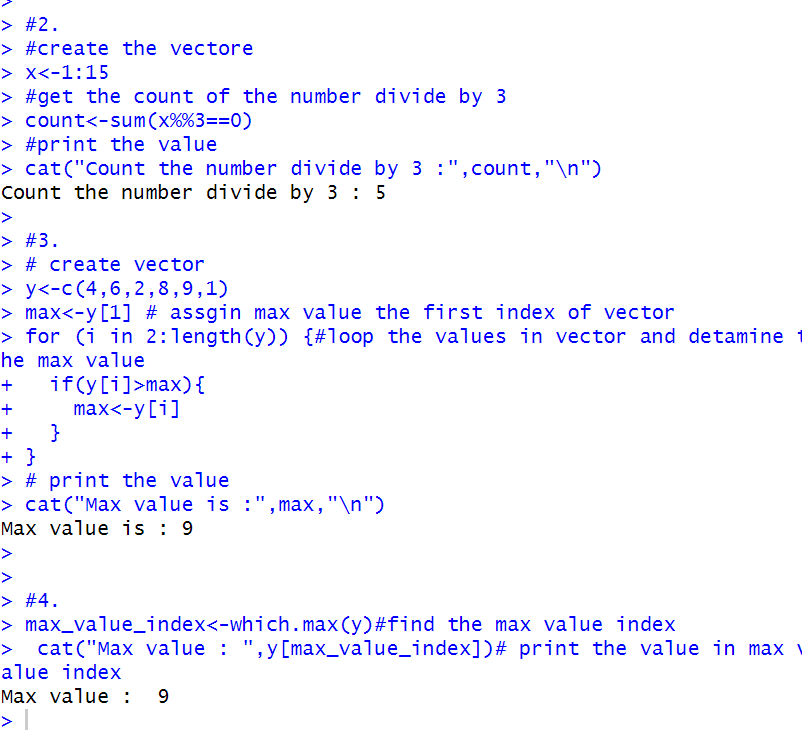 >
> #2.
> #create the vectore
> x<-1:15
> #get the count of the number divide by 3
> count<-sum(x%%3==0)
> #print the value
> cat("Count the number divide by 3 :",count,"\n")
Count the number divide by 3 : 5
>
> #3.
> # create vector
> y<-c(4,6,2,8,9,1)
> max<-y[1] # assgin max value the first index of vector
> for (i in 2:length(y)) {#loop the values in vector and detamine t
he max value
+   if(y[i]>max){
+     max<-y[i]
+   }
+ }
> # print the value
> cat("Max value is :",max,"\n")
Max value is : 9
>
>
> #4.
> max_value_index<-which.max(y)#find the max value index
>  cat("Max value : ",y[max_value_index])# print the value in max v
alue index
Max value :  9
>